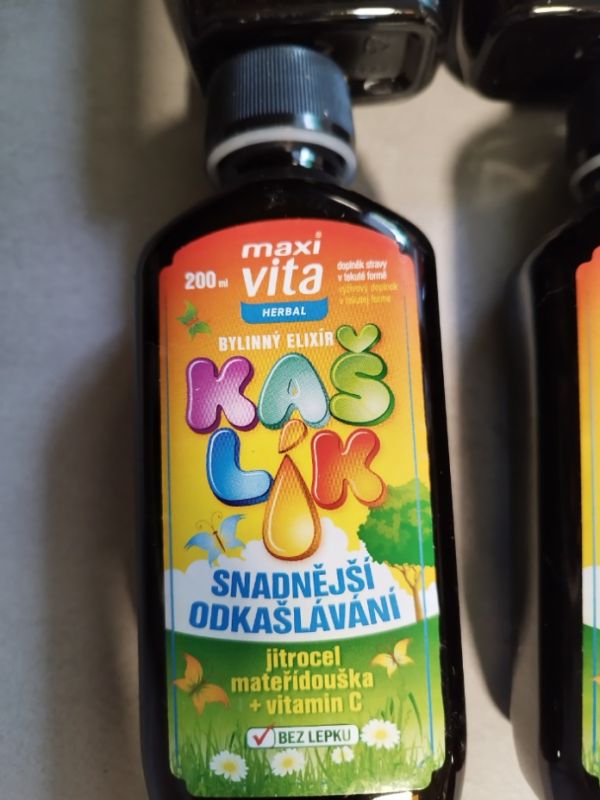 maxi
vita
200 ml
doplněk stravy
v tekuté formě
výživový doplnok
v tekutej forme
HERBAL
BYLINNÝ ELIXÍR
KAŠ
LÍK
SNADNĚJŠÍ
ODKAŠLÁVÁNÍ
jitrocel
mateřídouška
+ vitamin C
BEZ LEPKU